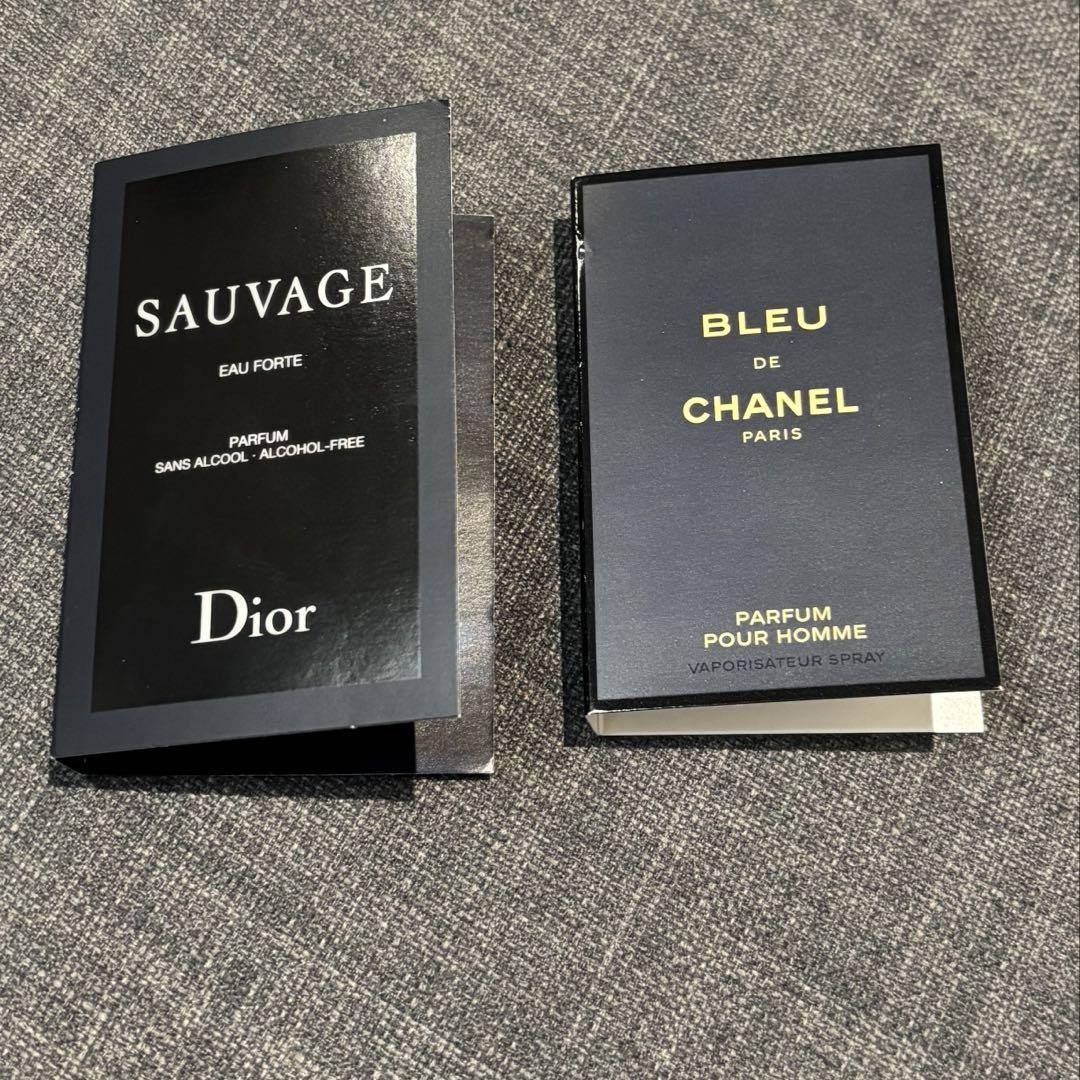 SAUVAGE
EAU FORTE
PARFUM
SANS ALCOOL · ALCOHOL-FREE
Dior
BLEU
DE
CHANEL
PARIS
PARFUM
POUR HOMME
VAPORISATEUR SPRAY